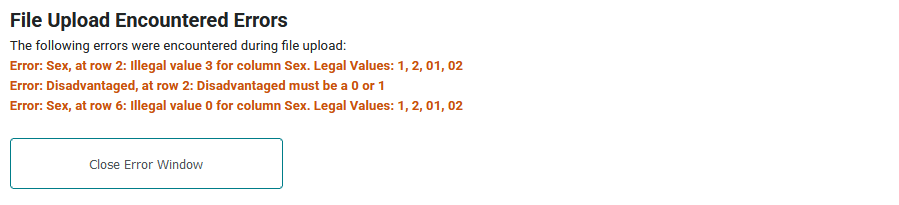 File Upload Encountered Errors
The following errors were encountered during file upload:
Error: Sex, at row 2: Illegal value 3 for column Sex. Legal Values: 1, 2, 01, 02
Error: Disadvantaged, at row 2: Disadvantaged must be a 0 or 1
Error: Sex, at row 6: Illegal value 0 for column Sex. Legal Values: 1, 2, 01, 02
Close Error Window